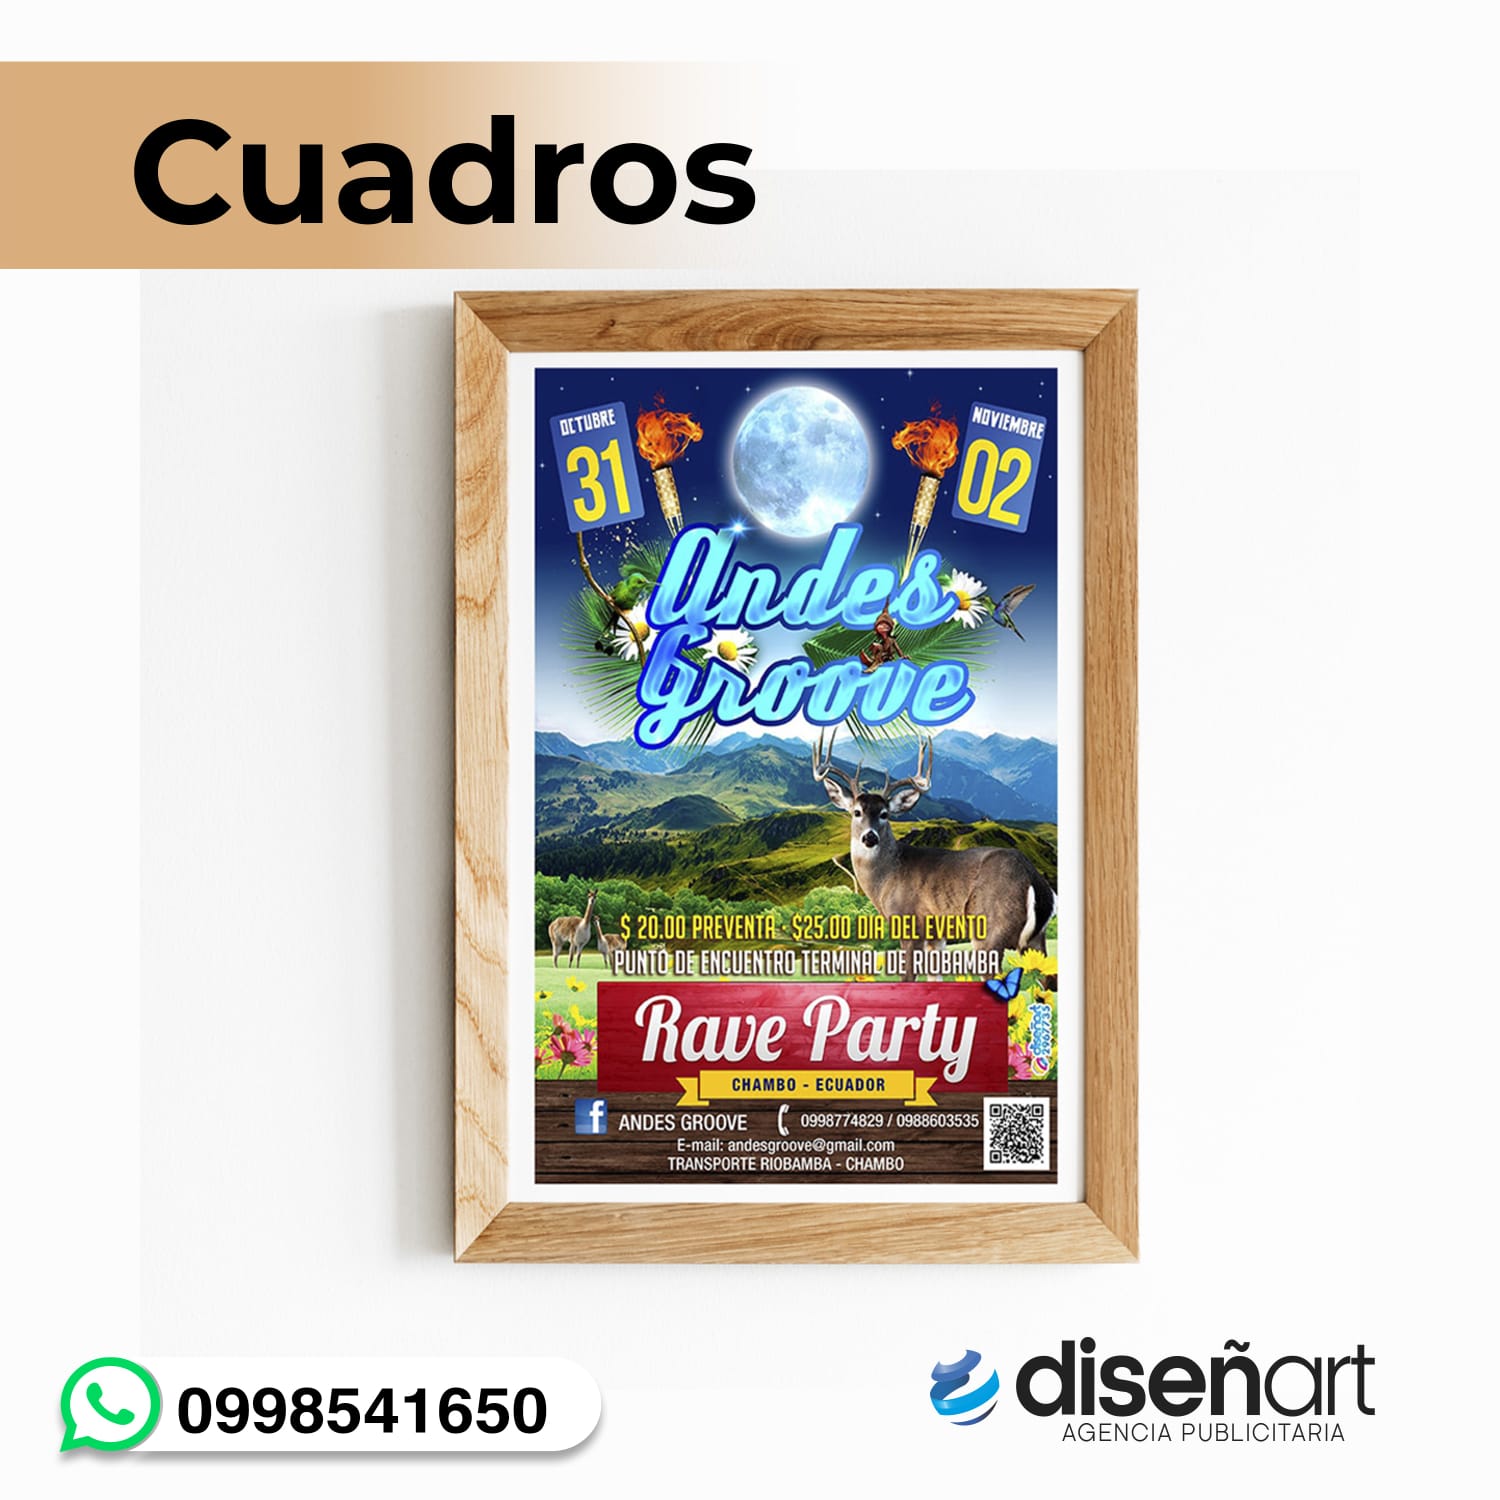 Cuadros
OCTUBRE
31
NOVIEMBRE
02
Andes
Groove
$ 20.00 PREVENTA - $25.00 DIA DEL EVENTO
PUNTO DE ENCUENTRO TERMINAL DE RIOBAMBA
Rave Party
diseñart
2967735
CHAMBO - ECUADOR
f ANDES GROOVE 0998774829 / 0988603535
E-mail: andesgroove@gmail.com
TRANSPORTE RIOBAMBA - CHAMBO
0998541650
diseñart
AGENCIA PUBLICITARIA